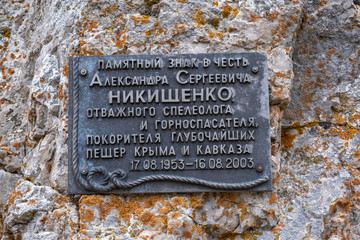 Памятный знак в честь
Александра Сергеевича
НИКИЩЕНКО,
отважного спелеолога
и горноспасателя,
покорителя глубочайших
пещер Крыма и Кавказа
17.08.1953–16.08.2003